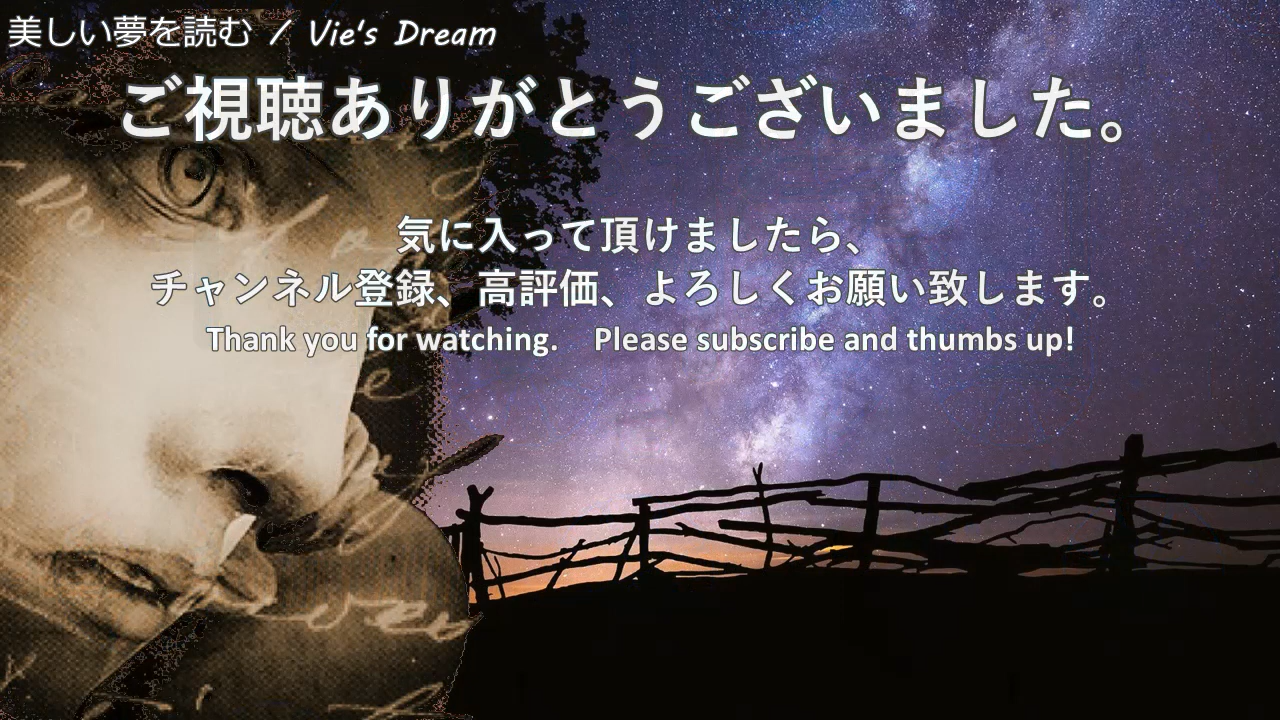 美しい夢を読む / Vie's Dream
ご視聴ありがとうございました。
気に入って頂けましたら、
チャンネル登録、高評価、よろしくお願い致します。
Thank you for watching. Please subscribe and thumbs up!